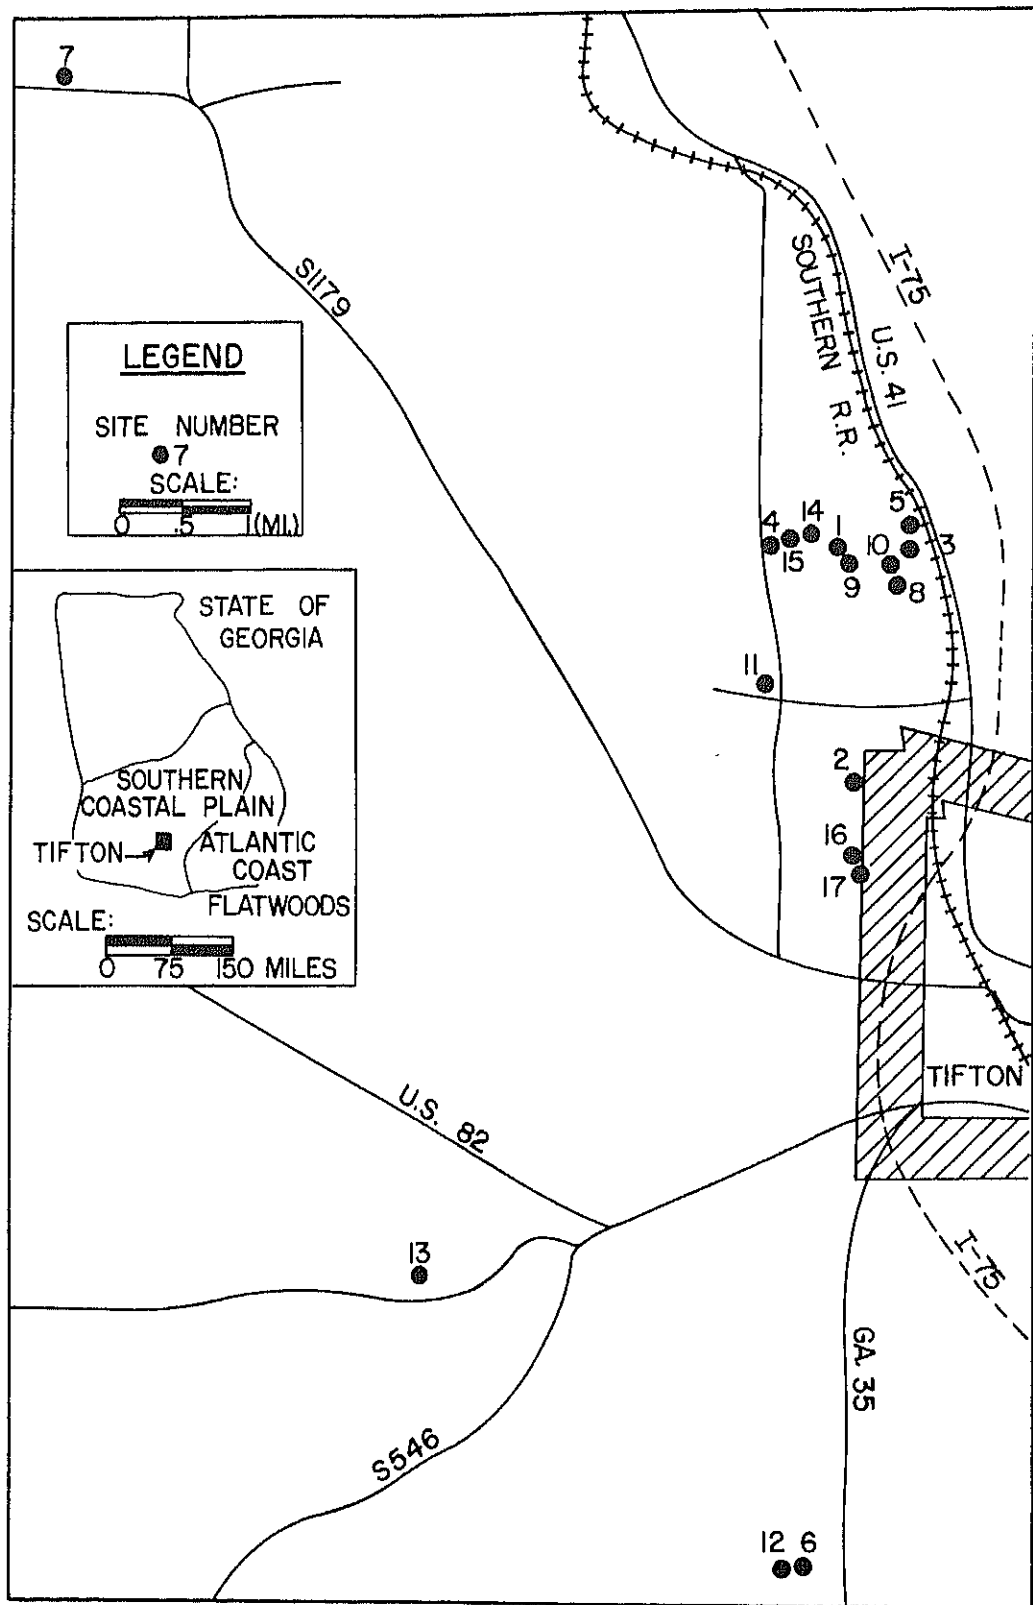 7
S1179
I-75
SOUTHERN R.R.
U.S. 41
LEGEND
SITE NUMBER
7
SCALE:
0 .5 1 (MI.)
5
4
14
1
10
3
15
9
8
11
2
16
17
STATE OF
GEORGIA
SOUTHERN
COASTAL PLAIN
TIFTON
ATLANTIC
COAST
FLATWOODS
SCALE:
0 75 150 MILES
TIFTON
U.S. 82
13
I-75
GA. 35
S546
12 6